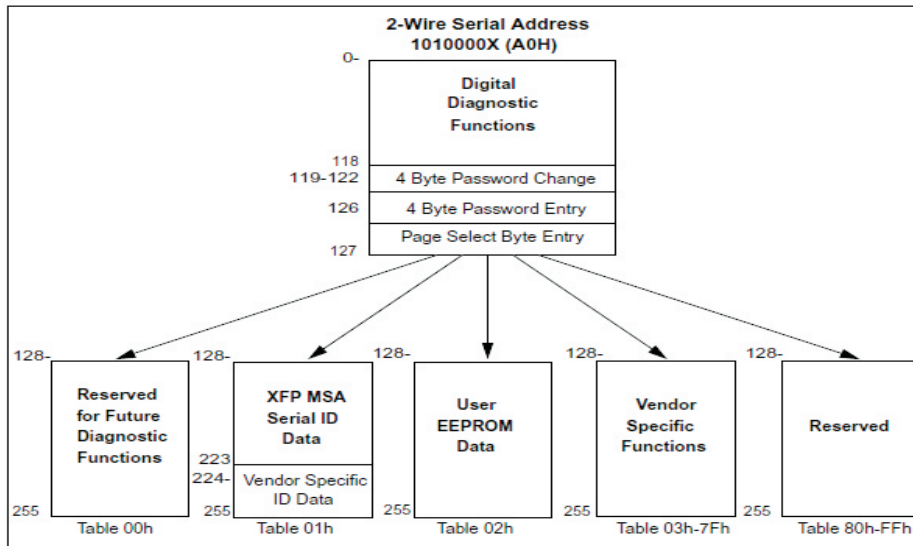 2-Wire Serial Address
1010000X (A0H)
0-
Digital
Diagnostic
Functions
118
119-122
4 Byte Password Change
126
4 Byte Password Entry
Page Select Byte Entry
127
128-
Reserved
for Future
Diagnostic
Functions
255
Table 00h
128-
XFP MSA
Serial ID
Data
223
224-
Vendor Specific
ID Data
255
Table 01h
128-
User
EEPROM
Data
255
Table 02h
128-
Vendor
Specific
Functions
255
Table 03h-7Fh
128-
Reserved
255
Table 80h-FFh